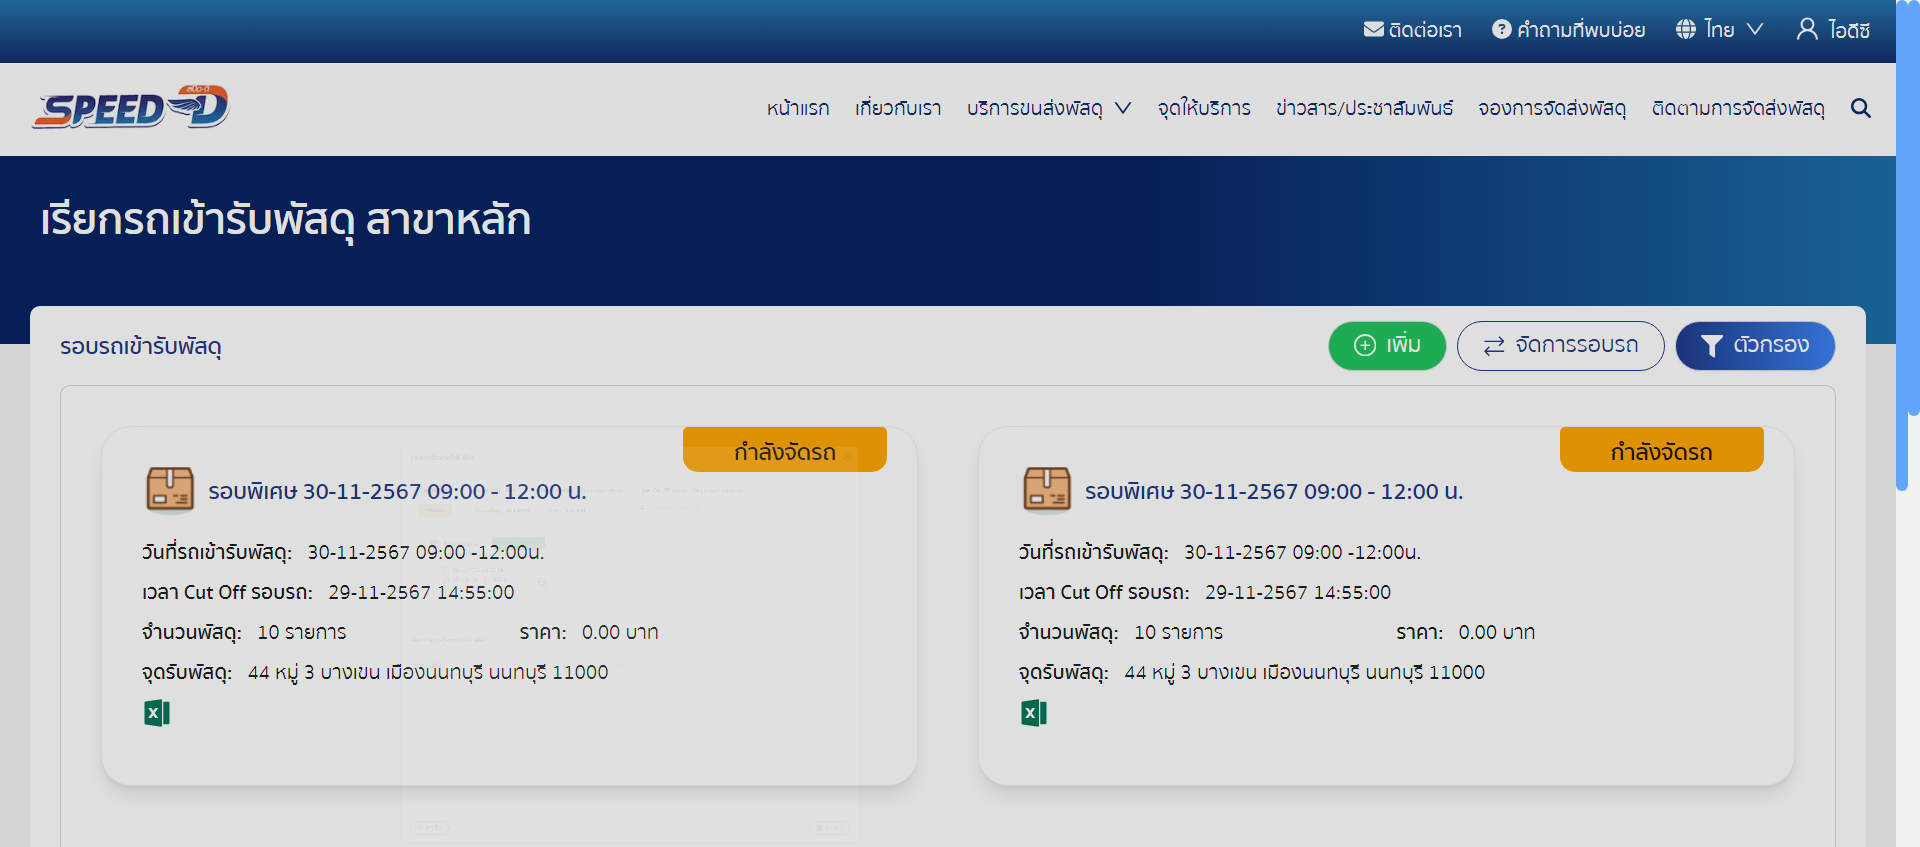 ติดต่อเรา คำถามที่พบบ่อย ไทย ไอดีซี
สปีด-ดี
SPEED-D
หน้าแรก เกี่ยวกับเรา บริการขนส่งพัสดุ จุดให้บริการ ข่าวสาร/ประชาสัมพันธ์ จองการจัดส่งพัสดุ ติดตามการจัดส่งพัสดุ
เรียกรถเข้ารับพัสดุ สาขาหลัก
รอบรถเข้ารับพัสดุ
เพิ่ม จัดการรอบรถ ตัวกรอง
กำลังจัดรถ
รอบพิเศษ 30-11-2567 09:00 - 12:00 น.
วันที่รถเข้ารับพัสดุ: 30-11-2567 09:00 -12:00น.
เวลา Cut Off รอบรถ: 29-11-2567 14:55:00
จำนวนพัสดุ: 10 รายการ ราคา: 0.00 บาท
จุดรับพัสดุ: 44 หมู่ 3 บางเขน เมืองนนทบุรี นนทบุรี 11000
กำลังจัดรถ
รอบพิเศษ 30-11-2567 09:00 - 12:00 น.
วันที่รถเข้ารับพัสดุ: 30-11-2567 09:00 -12:00น.
เวลา Cut Off รอบรถ: 29-11-2567 14:55:00
จำนวนพัสดุ: 10 รายการ ราคา: 0.00 บาท
จุดรับพัสดุ: 44 หมู่ 3 บางเขน เมืองนนทบุรี นนทบุรี 11000